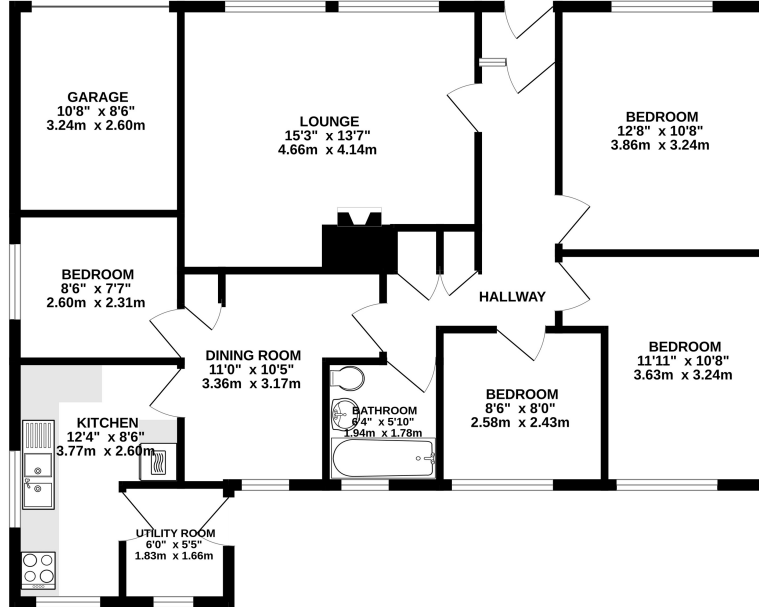 GARAGE
10'8" x 8'6"
3.24m x 2.60m
LOUNGE
15'3" x 13'7"
4.66m x 4.14m
BEDROOM
12'8" x 10'8"
3.86m x 3.24m
BEDROOM
8'6" x 7'7"
2.60m x 2.31m
HALLWAY
DINING ROOM
11'0" x 10'5"
3.36m x 3.17m
BEDROOM
11'11" x 10'8"
3.63m x 3.24m
BEDROOM
8'6" x 8'0"
2.58m x 2.43m
BATHROOM
6'4" x 5'10"
1.94m x 1.78m
KITCHEN
12'4" x 8'6"
3.77m x 2.60m
UTILITY ROOM
6'0" x 5'5"
1.83m x 1.66m